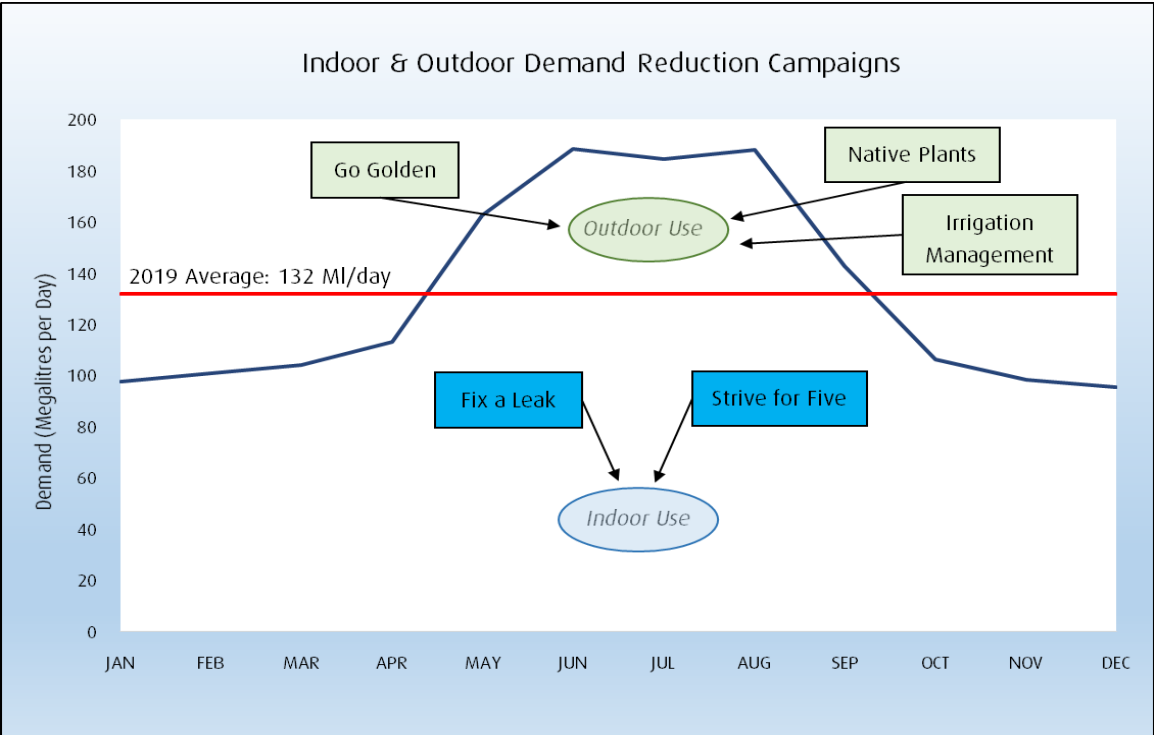 Indoor & Outdoor Demand Reduction Campaigns
Demand (Megalitres per Day)
200
180
160
140
120
100
80
60
40
20
0
Go Golden
Native Plants
Outdoor Use
Irrigation
Management
2019 Average: 132 Ml/day
Fix a Leak
Strive for Five
Indoor Use
JAN FEB MAR APR MAY JUN JUL AUG SEP OCT NOV DEC